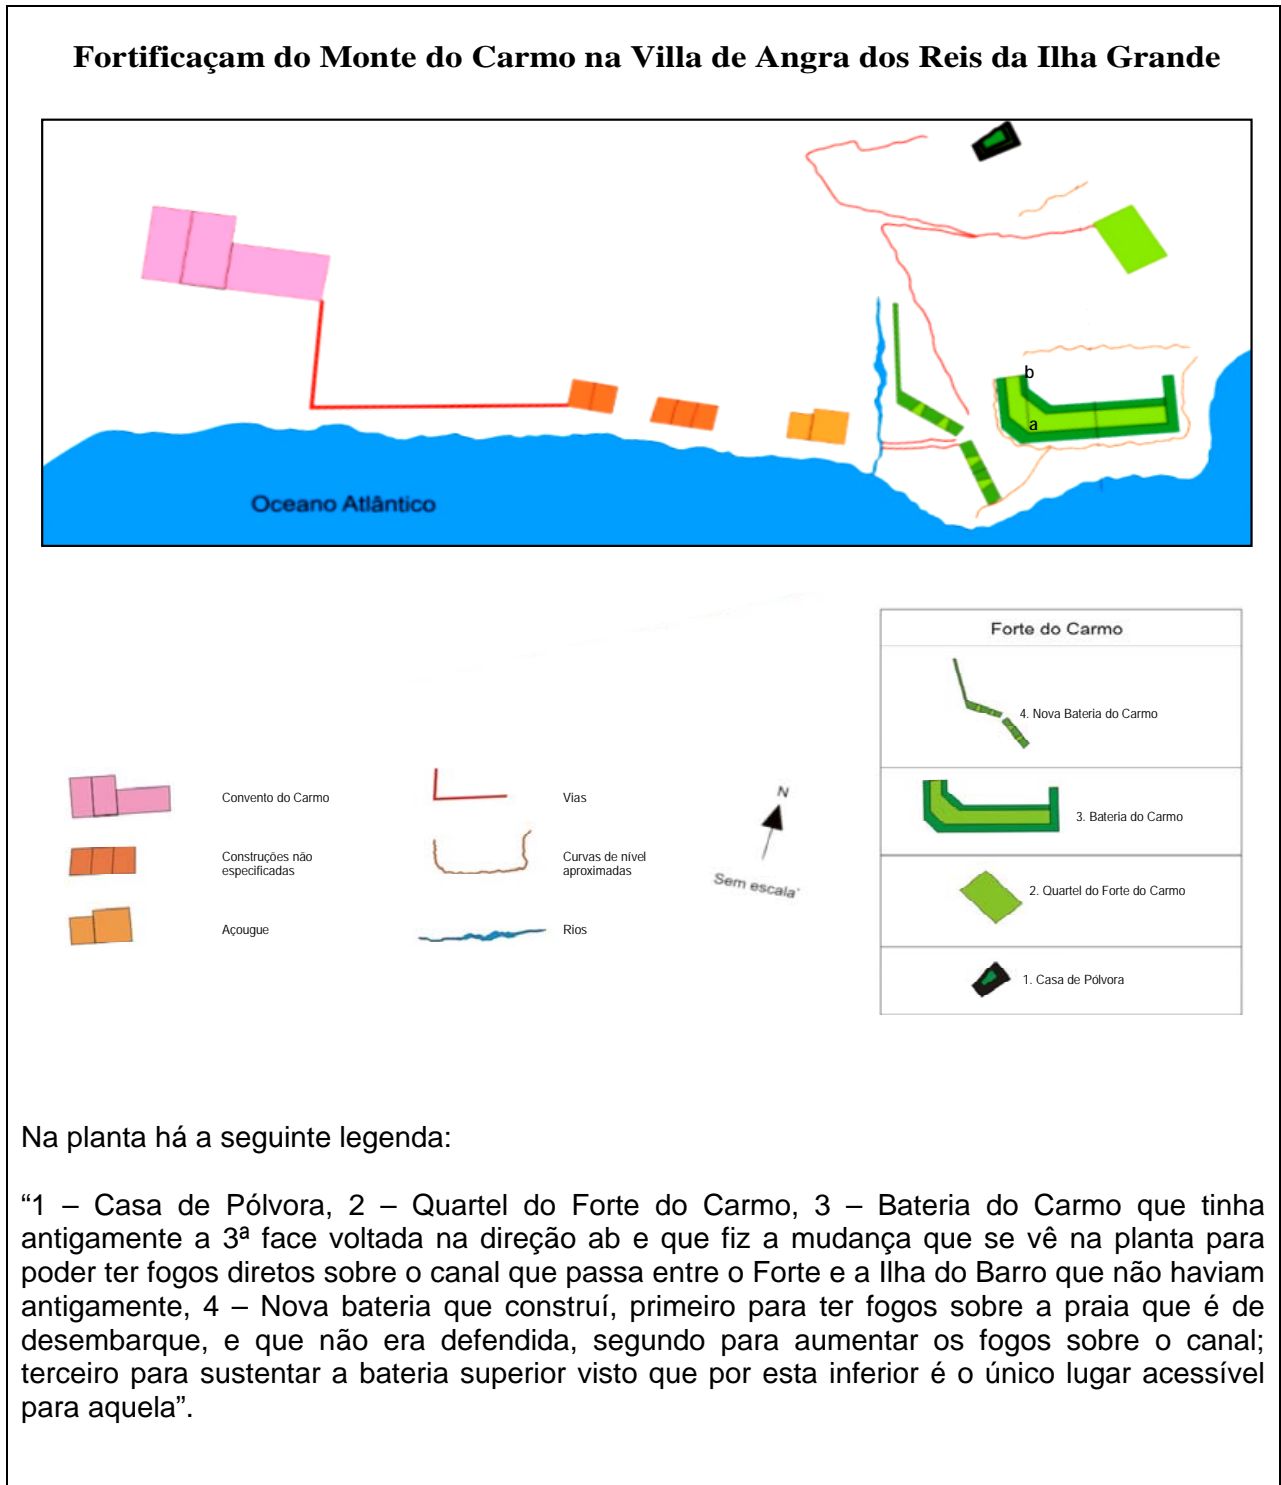 Fortificaçam do Monte do Carmo na Villa de Angra dos Reis da Ilha Grande
b
a
Oceano Atlântico
Forte do Carmo
4. Nova Bateria do Carmo
3. Bateria do Carmo
2. Quartel do Forte do Carmo
1. Casa de Pólvora
Convento do Carmo
Construções não
especificadas
Açougue
Vias
Curvas de nível
aproximadas
Rios
N
Sem escala'
Na planta há a seguinte legenda:
“1 – Casa de Pólvora, 2 – Quartel do Forte do Carmo, 3 – Bateria do Carmo que tinha
antigamente a 3ª face voltada na direção ab e que fiz a mudança que se vê na planta para
poder ter fogos diretos sobre o canal que passa entre o Forte e a Ilha do Barro que não haviam
antigamente, 4 – Nova bateria que construí, primeiro para ter fogos sobre a praia que é de
desembarque, e que não era defendida, segundo para aumentar os fogos sobre o canal;
terceiro para sustentar a bateria superior visto que por esta inferior é o único lugar acessível
para aquela”.